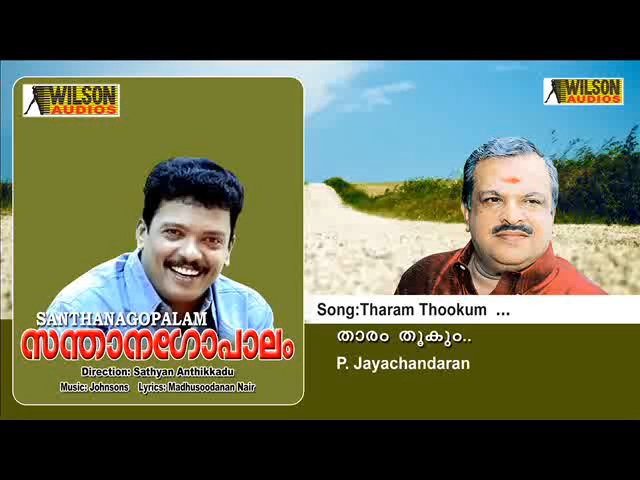 WILSON
AUDIOS
WILSON
AUDIOS
SANTHANAGOPALAM
സന്താനഗോപാലം
Direction: Sathyan Anthikkadu
Music: Johnsons Lyrics: Madhusoodanan Nair
Song:Tharam Thookum ...
താരം തൂകും..
P. Jayachandaran